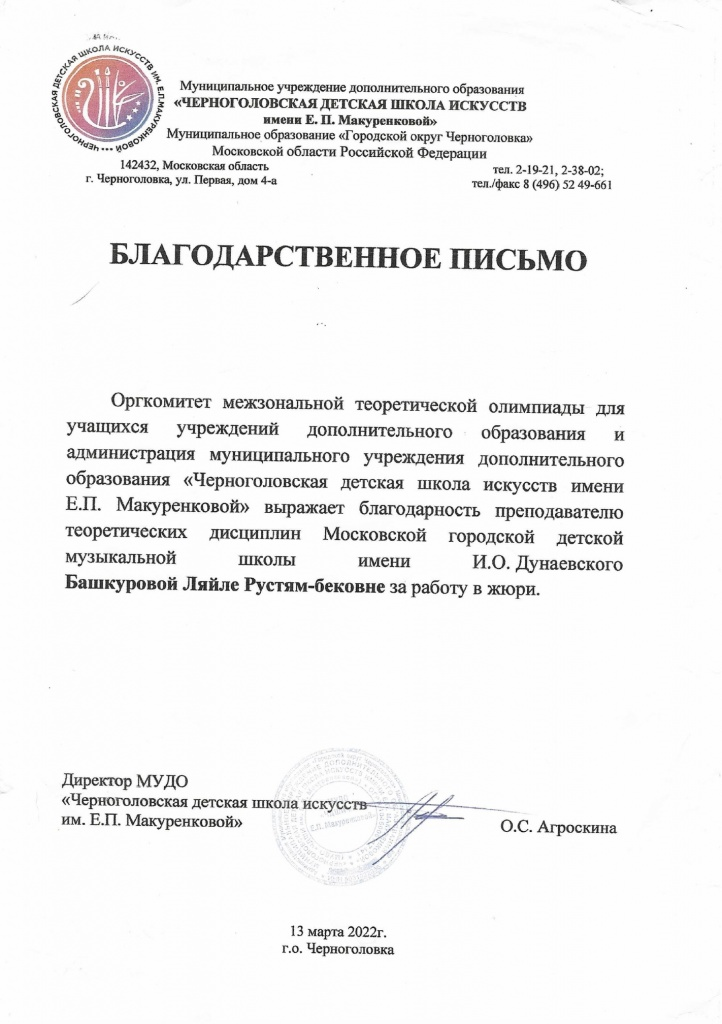 ЧЕРНОГОЛОВСКАЯ ДЕТСКАЯ ШКОЛА ИСКУССТВ ИМ. Е.П.МАКУРЕНКОВОЙ
Муниципальное учреждение дополнительного образования
«ЧЕРНОГОЛОВСКАЯ ДЕТСКАЯ ШКОЛА ИСКУССТВ
имени Е. П. Макуренковой»
Муниципальное образование «Городской округ Черноголовка»
Московской области Российской Федерации
142432, Московская область
г. Черноголовка, ул. Первая, дом 4-а
тел. 2-19-21, 2-38-02;
тел./факс 8 (496) 52 49-661
БЛАГОДАРСТВЕННОЕ ПИСЬМО
Оргкомитет межзональной теоретической олимпиады для
учащихся учреждений дополнительного образования и
администрация муниципального учреждения дополнительного
образования «Черноголовская детская школа искусств имени
Е.П. Макуренковой» выражает благодарность преподавателю
теоретических дисциплин Московской городской детской
музыкальной школы имени И.О. Дунаевского
Башкуровой Ляйле Рустям-бековне за работу в жюри.
Директор МУДО
«Черноголовская детская школа искусств
им. Е.П. Макуренковой»
О.С. Агроскина
13 марта 2022г.
г.о. Черноголовка